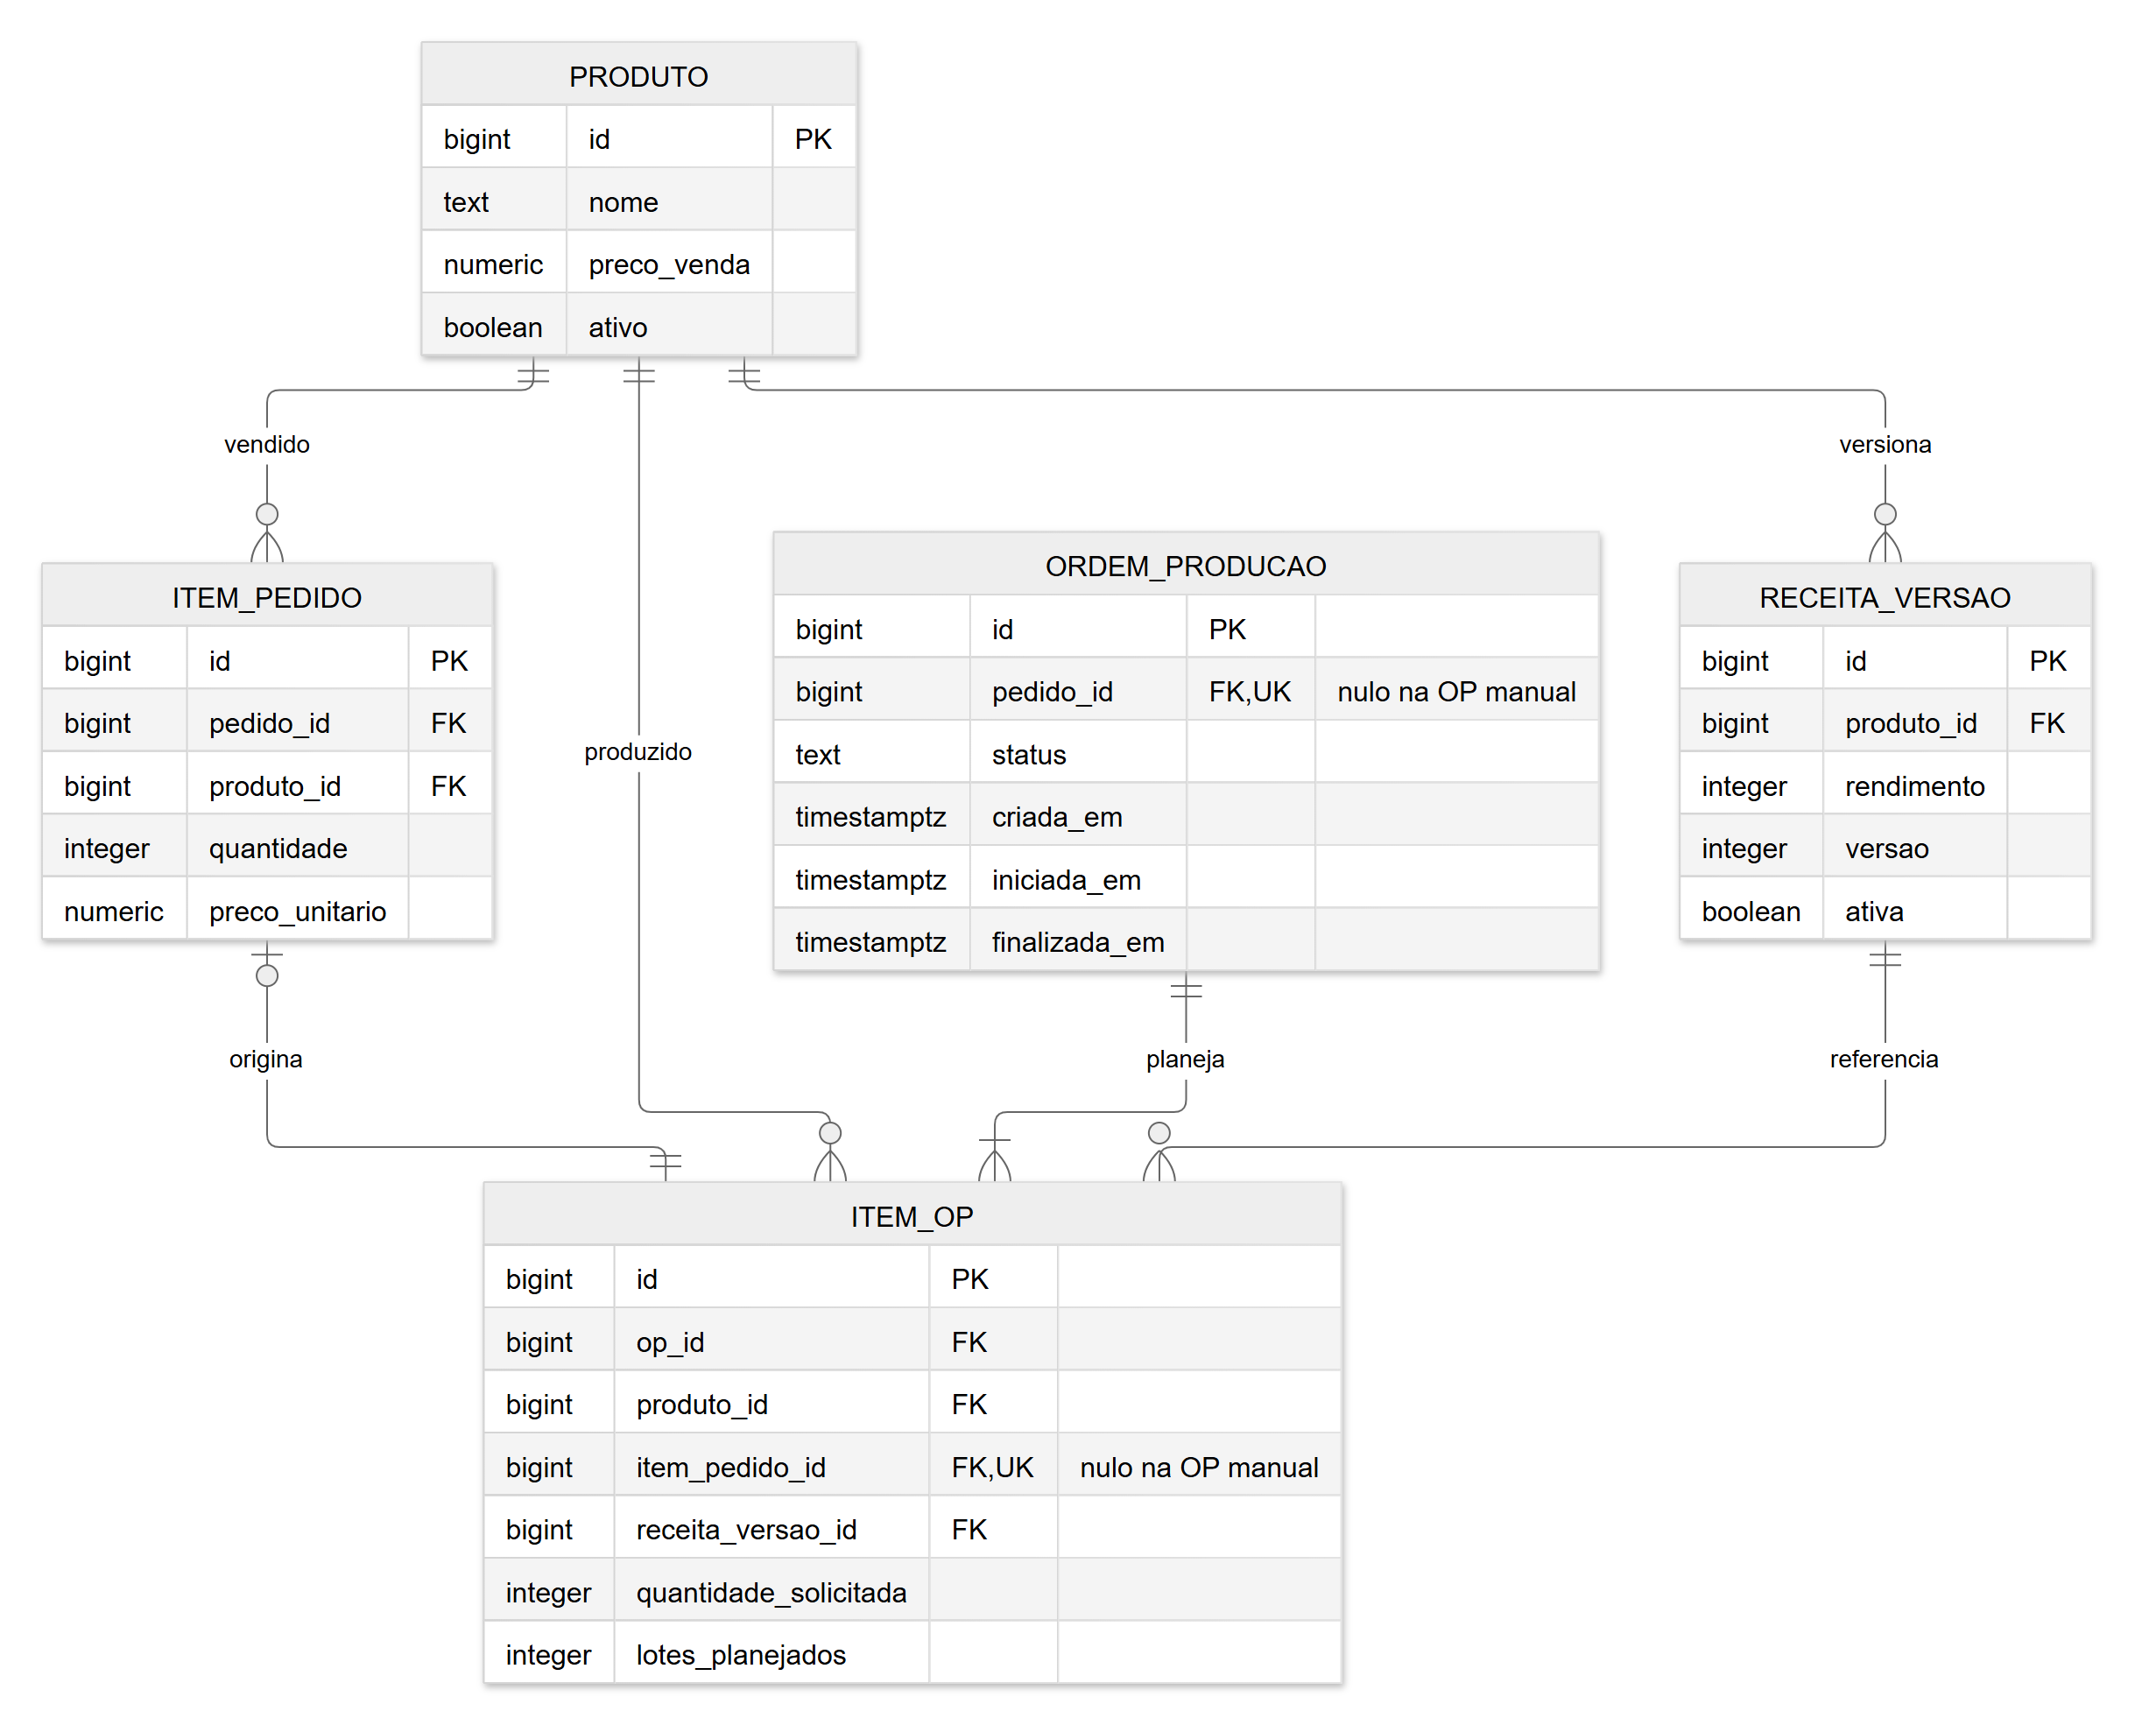 PRODUTO
bigint id PK
text nome
numeric preco_venda
boolean ativo
vendido
versiona
produzido
ITEM_PEDIDO
bigint id PK
bigint pedido_id FK
bigint produto_id FK
integer quantidade
numeric preco_unitario
ORDEM_PRODUCAO
bigint id PK
bigint pedido_id FK,UK nulo na OP manual
text status
timestamptz criada_em
timestamptz iniciada_em
timestamptz finalizada_em
RECEITA_VERSAO
bigint id PK
bigint produto_id FK
integer rendimento
integer versao
boolean ativa
origina
planeja
referencia
ITEM_OP
bigint id PK
bigint op_id FK
bigint produto_id FK
bigint item_pedido_id FK,UK nulo na OP manual
bigint receita_versao_id FK
integer quantidade_solicitada
integer lotes_planejados